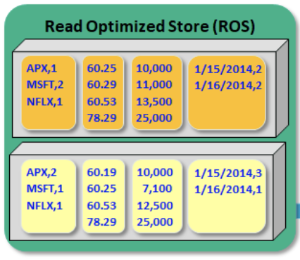 Read Optimized Store (ROS)
APX,1 60.25 10,000 1/15/2014,2
MSFT,2 60.29 11,000 1/16/2014,2
NFLX,1 60.53 13,500
78.29 25,000
APX,2 60.19 10,000 1/15/2014,3
MSFT,1 60.25 7,100 1/16/2014,1
NFLX,1 60.53 12,500
78.29 25,000